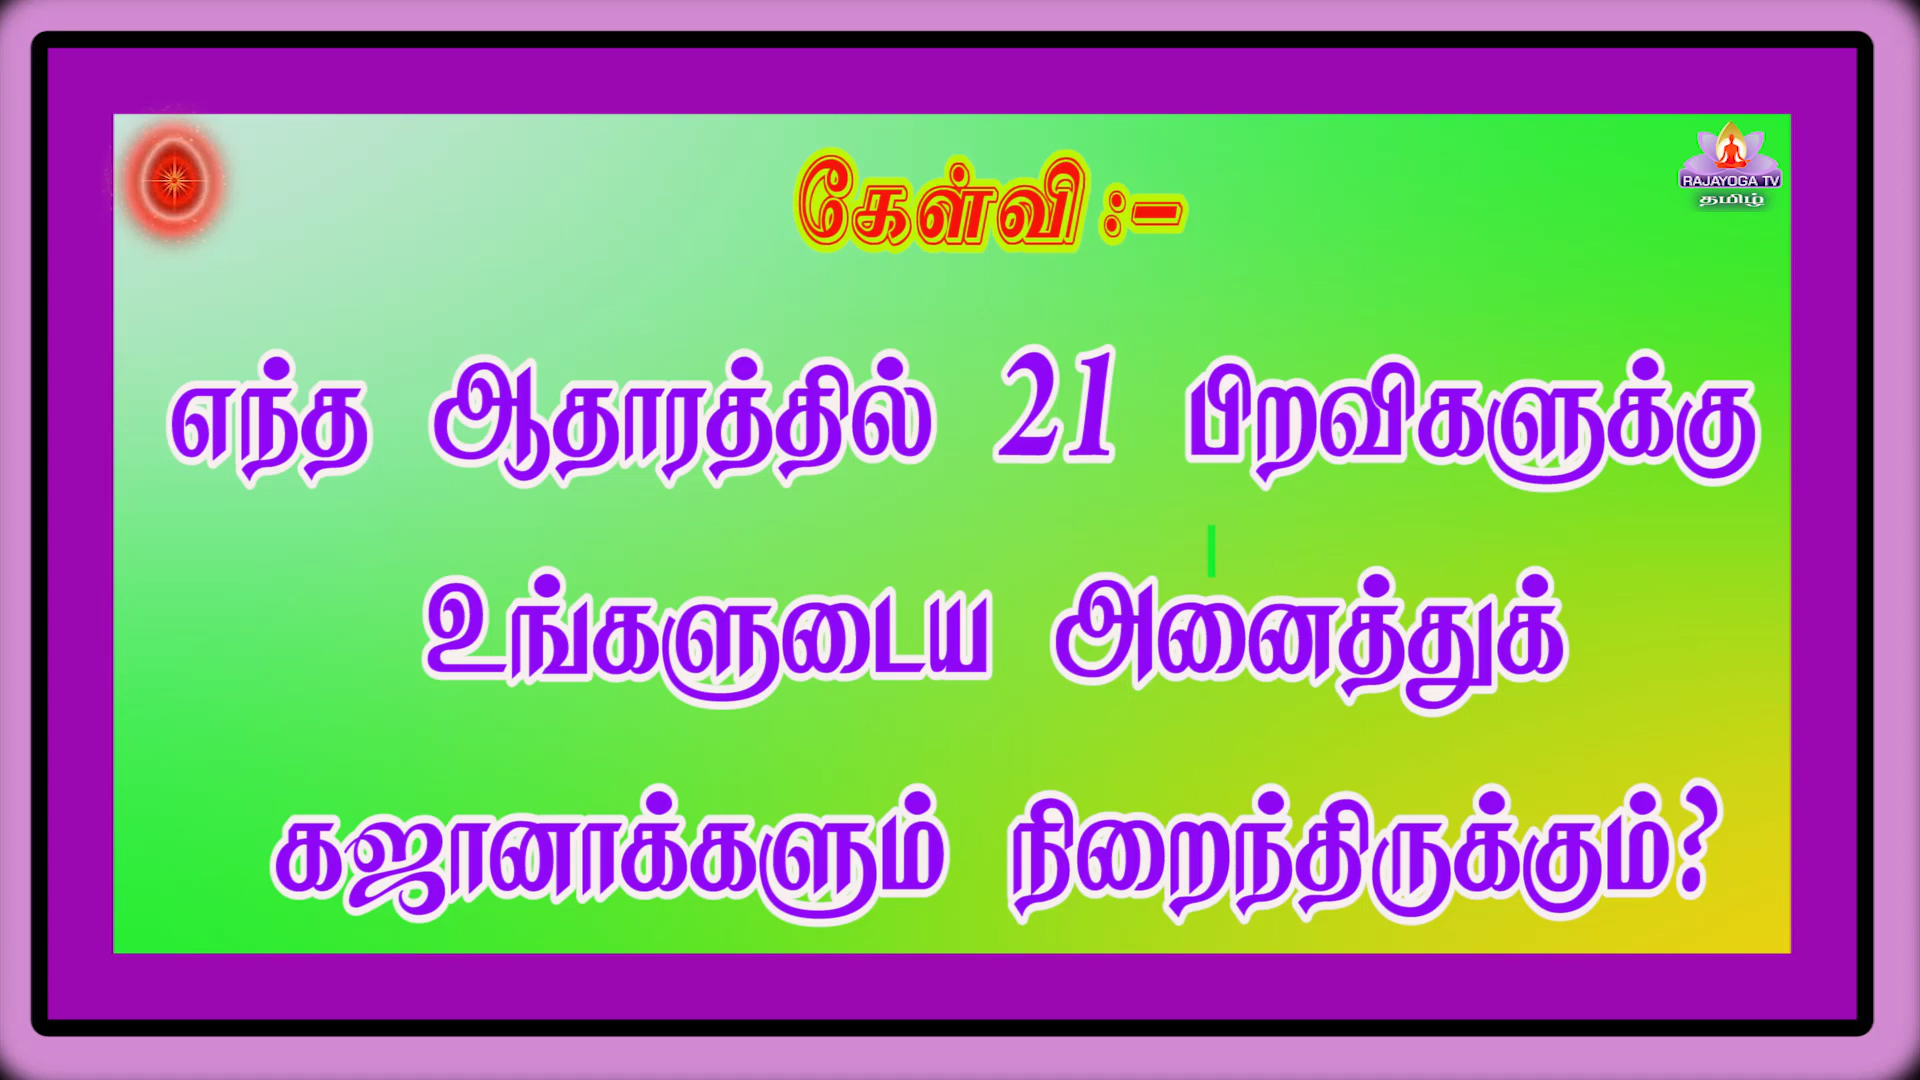 கேள்வி :-
RAJAYOGA TV
தமிழ்
எந்த ஆதாரத்தில் 21 பிறவிகளுக்கு
உங்களுடைய அனைத்துக்
கஜானாக்களும் நிறைந்திருக்கும்?